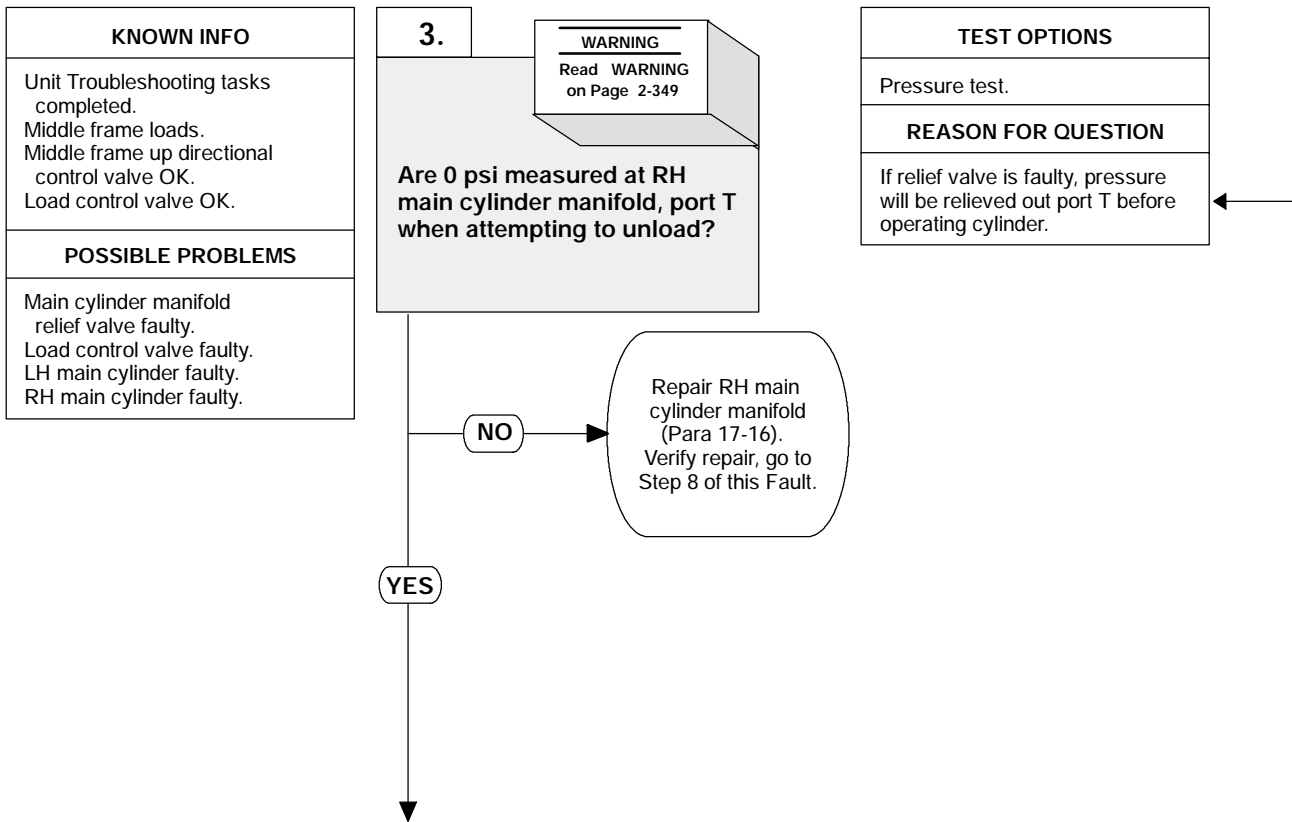 KNOWN INFO
Unit Troubleshooting tasks
completed.
Middle frame loads.
Middle frame up directional
control valve OK.
Load control valve OK.
POSSIBLE PROBLEMS
Main cylinder manifold
relief valve faulty.
Load control valve faulty.
LH main cylinder faulty.
RH main cylinder faulty.
3.
WARNING
Read WARNING
on Page 2-349
Are 0 psi measured at RH
main cylinder manifold, port T
when attempting to unload?
TEST OPTIONS
Pressure test.
REASON FOR QUESTION
If relief valve is faulty, pressure
will be relieved out port T before
operating cylinder.
NO
Repair RH main
cylinder manifold
(Para 17-16).
Verify repair, go to
Step 8 of this Fault.
YES